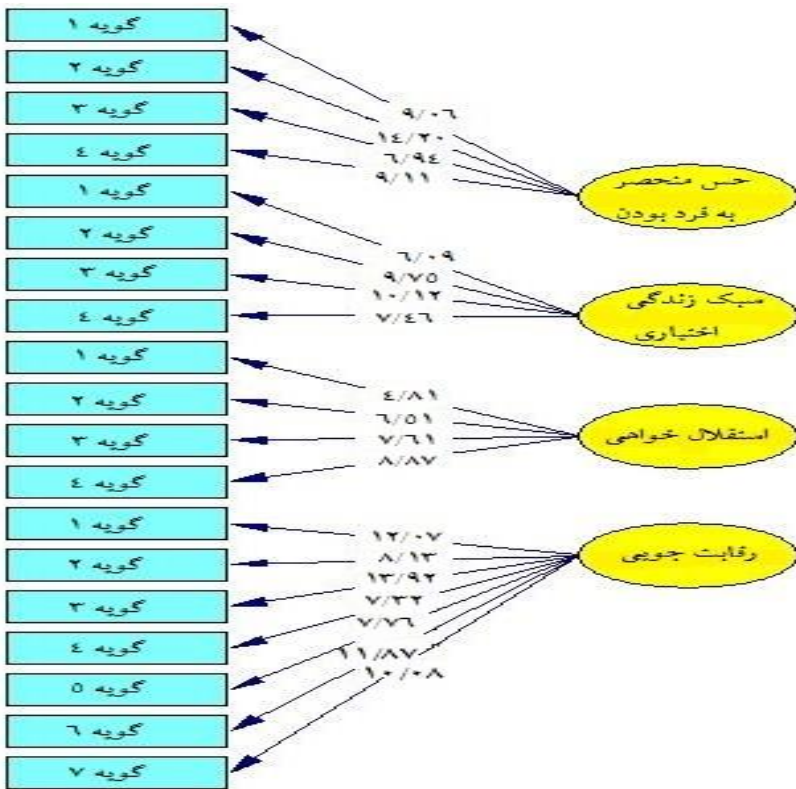 گویه ۱
گویه ۲
گویه ۳
گویه ٤
گویه ۱
گویه ۲
گویه ۳
گویه ٤
گویه ۱
گویه ۲
گویه ۳
گویه ٤
گویه ۱
گویه ۲
گویه ۳
گویه ٤
گویه ٥
گویه ٦
گویه ۷
۹/۰٦
۱٤/۲۰
٦/۹٤
۹/۱۱
حس منحصر
به فرد بودن
٦/۰۹
۹/۷٥
۱۰/۱۲
۷/٤٦
سبک زندگی
اختیاری
٤/۸۱
٦/٥۱
۷/٦۱
۸/۸۷
استقلال خواهی
۱۲/۰۷
۸/۱۳
۱۳/۹۲
۷/۳۲
۷/۷٦
۱۱/۸۷
۱۰/۰۸
رقابت جویی